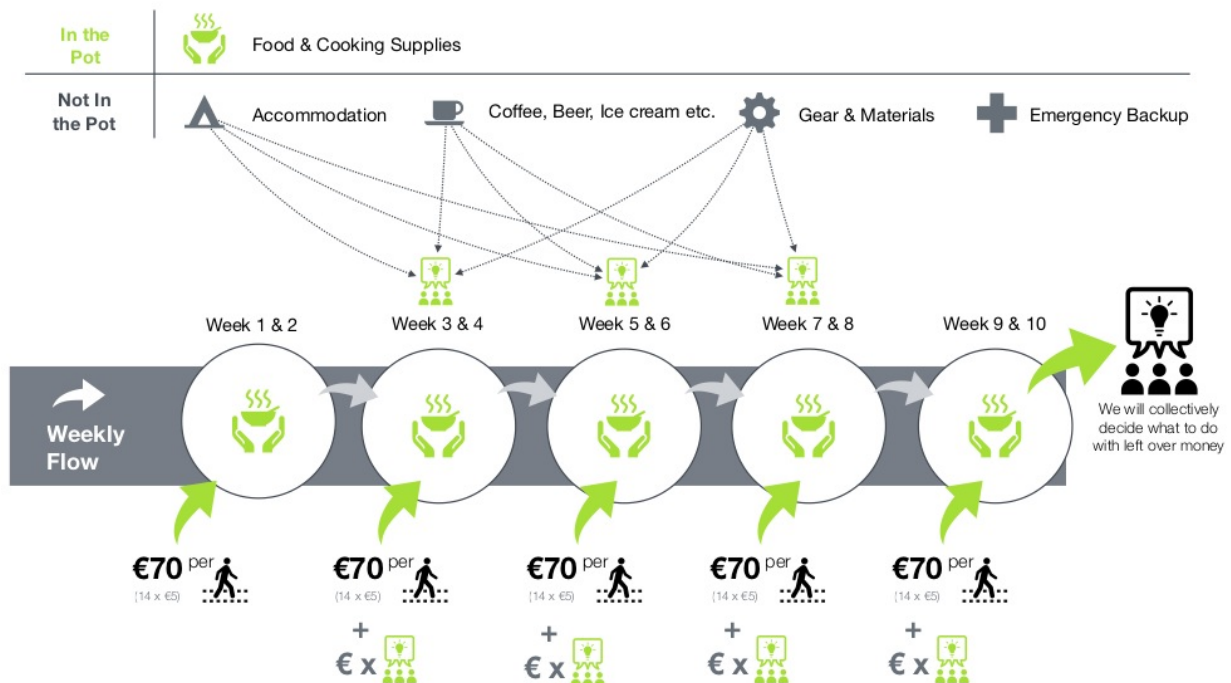 In the
Pot
Food & Cooking Supplies
Not In
the Pot
Accommodation
Coffee, Beer, Ice cream etc.
Gear & Materials
Emergency Backup
Week 1 & 2
Week 3 & 4
Week 5 & 6
Week 7 & 8
Week 9 & 10
Weekly
Flow
We will collectively
decide what to do
with left over money
€70 per
(14 x €5)
€70 per
(14 x €5)
€70 per
(14 x €5)
€70 per
(14 x €5)
€70 per
(14 x €5)
+
€ x
+
€ x
+
€ x
+
€ x